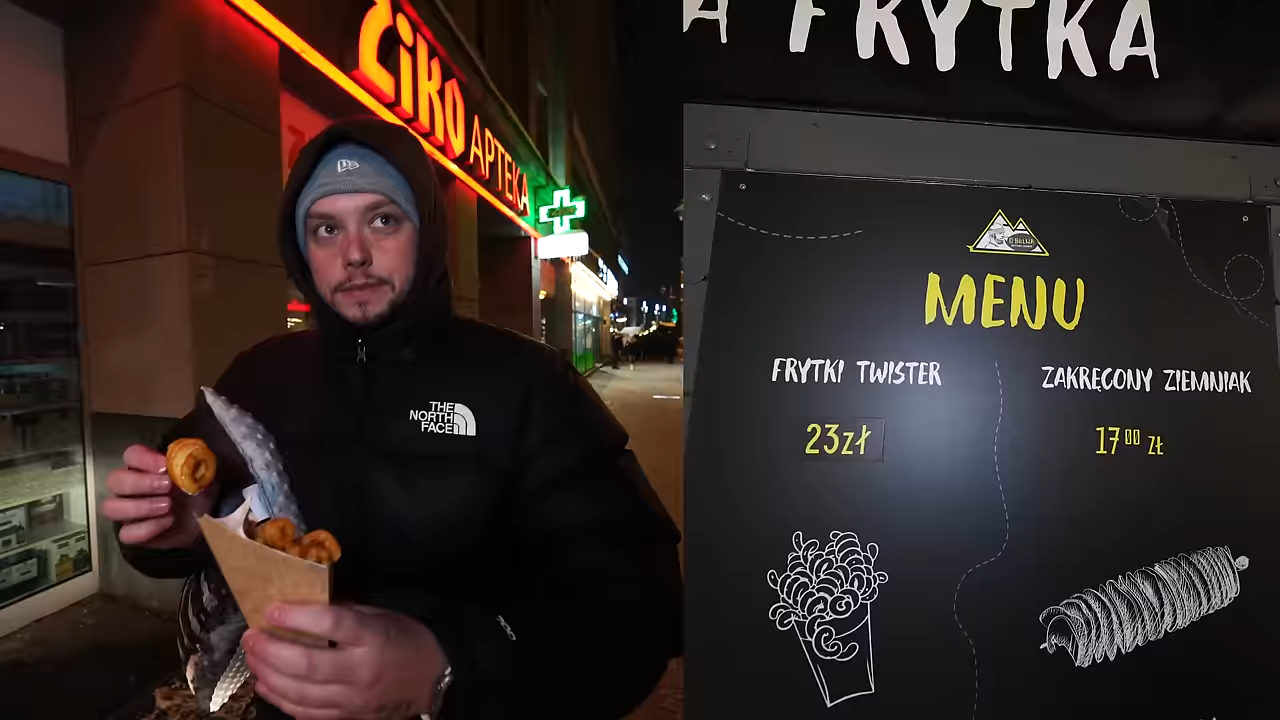 Ziko APTEKA
THE
NORTH
FACE
A FRYTKA
MENU
FRYTKI TWISTER
23zł
ZAKRĘCONY ZIEMNIAK
17⁰⁰ zł